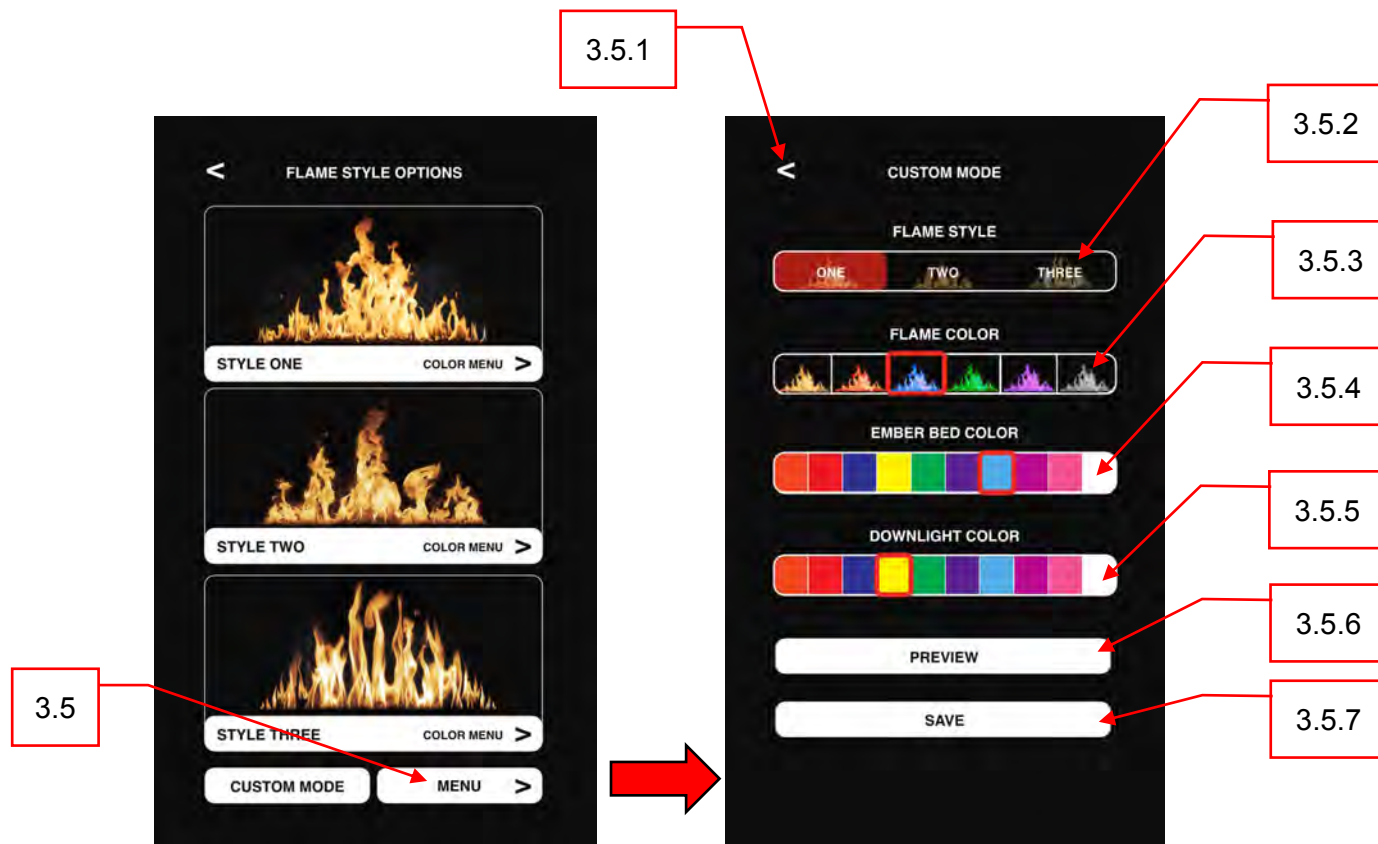 3.5.1
3.5.2
3.5.3
3.5.4
3.5.5
3.5.6
3.5.7
3.5
< FLAME STYLE OPTIONS
STYLE ONE COLOR MENU >
STYLE TWO COLOR MENU >
STYLE THREE COLOR MENU >
CUSTOM MODE MENU >
< CUSTOM MODE
FLAME STYLE
ONE TWO THREE
FLAME COLOR
EMBER BED COLOR
DOWNLIGHT COLOR
PREVIEW
SAVE